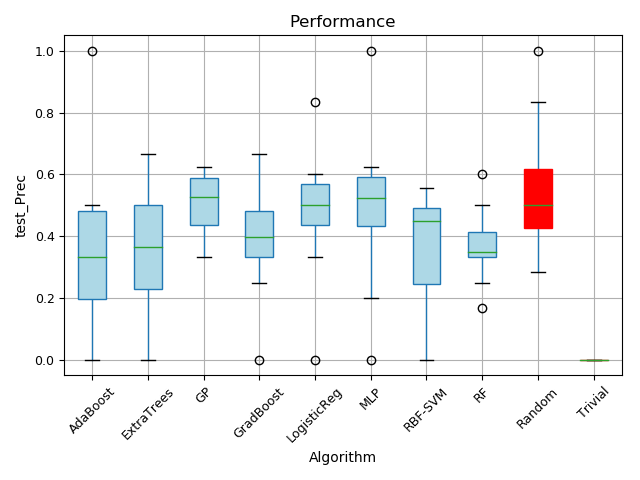 Performance
test_Prec
1.0
0.8
0.6
0.4
0.2
0.0
AdaBoost
ExtraTrees
GP
GradBoost
LogisticReg
MLP
RBF-SVM
RF
Random
Trivial
Algorithm